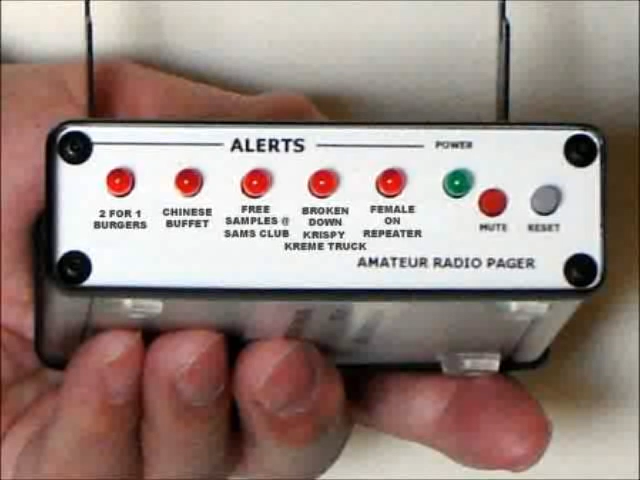 ALERTS
POWER
2 FOR 1
BURGERS
CHINESE
BUFFET
FREE
SAMPLES @
SAMS CLUB
BROKEN
DOWN
KRISPY
KREME TRUCK
FEMALE
ON
REPEATER
MUTE
RESET
AMATEUR RADIO PAGER